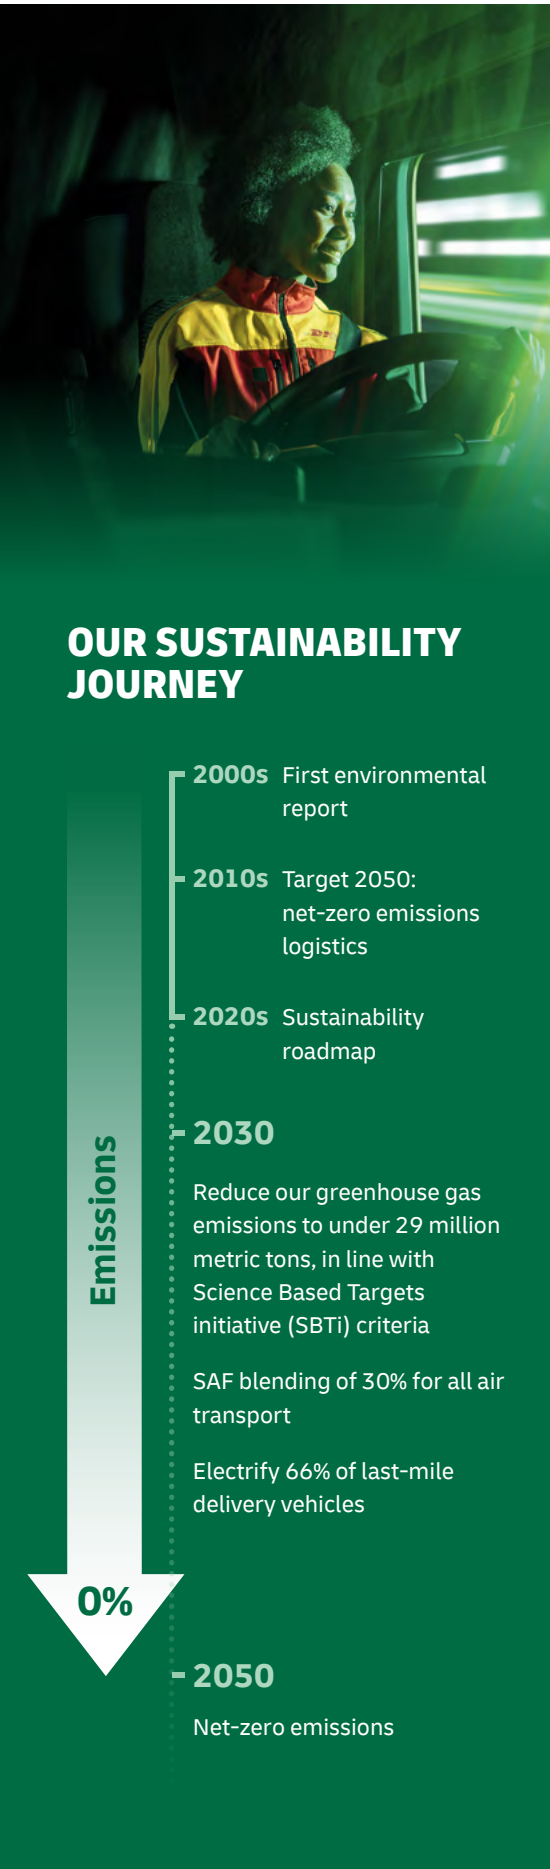 OUR SUSTAINABILITY
JOURNEY
2000s First environmental
report
2010s Target 2050:
net-zero emissions
logistics
2020s Sustainability
roadmap
2030
Reduce our greenhouse gas
emissions to under 29 million
metric tons, in line with
Science Based Targets
initiative (SBTi) criteria
SAF blending of 30% for all air
transport
Electrify 66% of last-mile
delivery vehicles
Emissions
0%
2050
Net-zero emissions